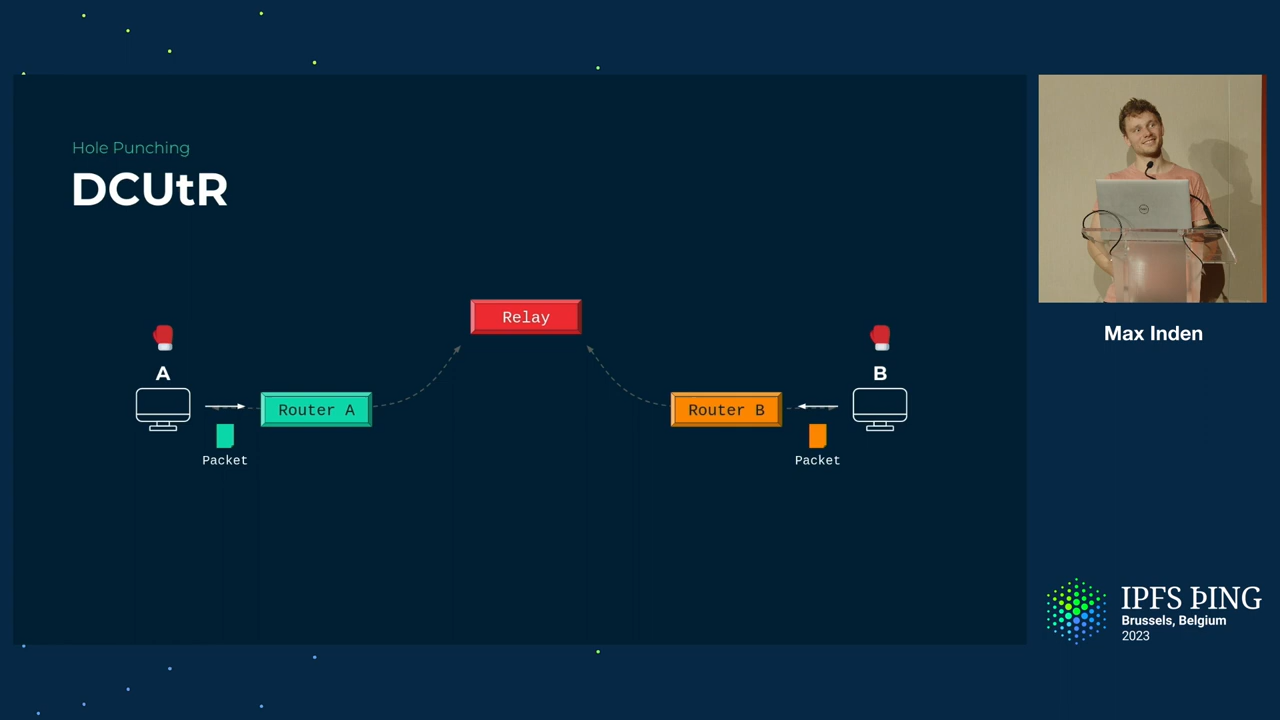 Hole Punching
DCUtR
Relay
A
B
Router A
Router B
Packet
Packet
Max Inden
IPFS ÞING
Brussels, Belgium
2023